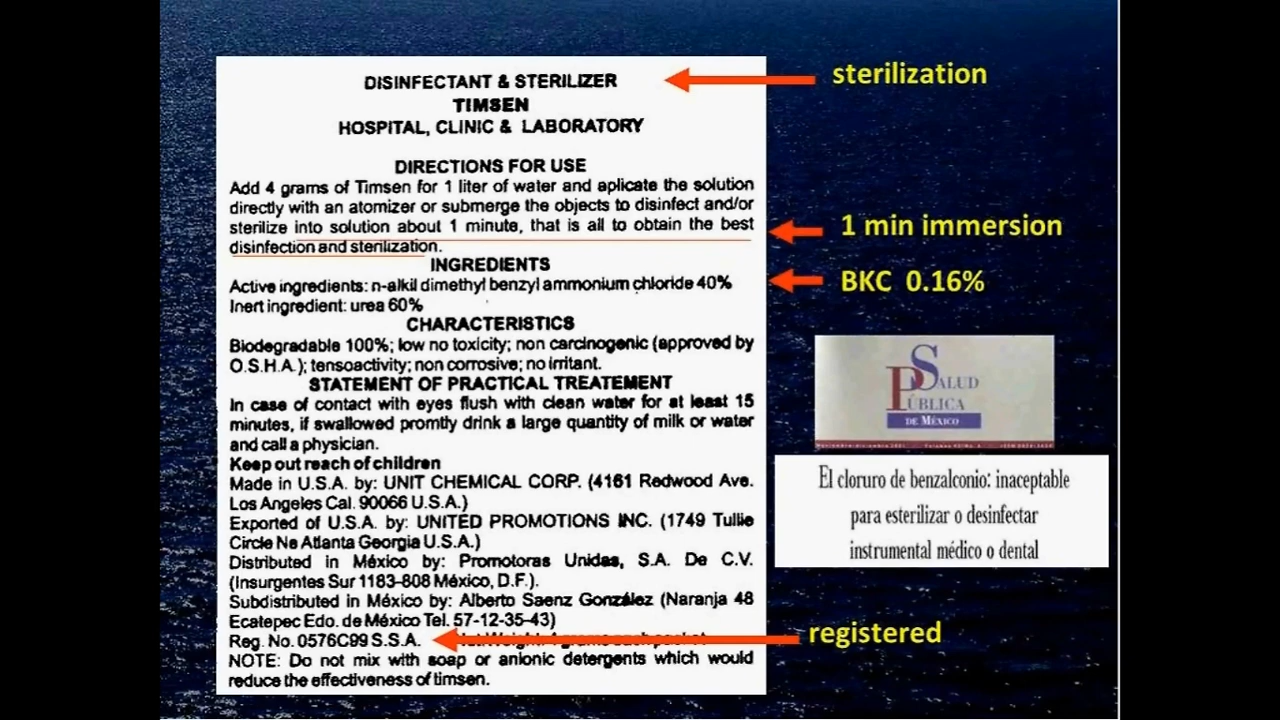 DISINFECTANT & STERILIZER
TIMSEN
HOSPITAL, CLINIC & LABORATORY
DIRECTIONS FOR USE
Add 4 grams of Timsen for 1 liter of water and aplicate the solution
directly with an atomizer or submerge the objects to disinfect and/or
sterilize into solution about 1 minute, that is all to obtain the best
disinfection and sterilization.
INGREDIENTS
Active ingredients: n-alkil dimethyl benzyl ammonium chloride 40%
Inert ingredient: urea 60%
CHARACTERISTICS
Biodegradable 100%; low no toxicity; non carcinogenic (approved by
O.S.H.A.); tensoactivity; non corrosive; no irritant.
STATEMENT OF PRACTICAL TREATEMENT
In case of contact with eyes flush with clean water for at least 15
minutes, if swallowed promtly drink a large quantity of milk or water
and call a physician.
Keep out reach of children
Made in U.S.A. by: UNIT CHEMICAL CORP. (4161 Redwood Ave.
Los Angeles Cal. 90066 U.S.A.)
Exported of U.S.A. by: UNITED PROMOTIONS INC. (1749 Tullie
Circle Ne Atlanta Georgia U.S.A.)
Distributed in México by: Promotoras Unidas, S.A. De C.V.
(Insurgentes Sur 1183-808 México, D.F.).
Subdistributed in México by: Alberto Saenz González (Naranja 48
Ecatepec Edo. de México Tel. 57-12-35-43)
Reg. No. 0576C99 S.S.A.
NOTE: Do not mix with soap or anionic detergents which would
reduce the effectiveness of timsen.
sterilization
1 min immersion
BKC 0.16%
SALUD
PÚBLICA
DE MÉXICO
El cloruro de benzalconio: inaceptable
para esterilizar o desinfectar
instrumental médico o dental
registered